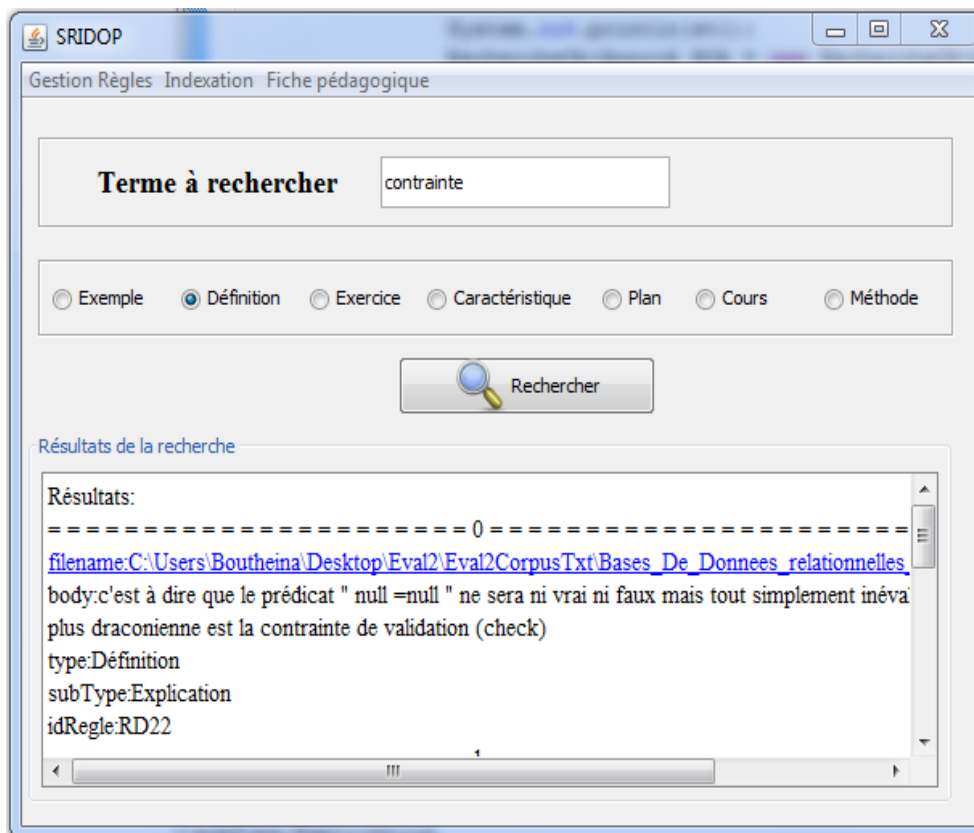 SRIDOP
Gestion Règles Indexation Fiche pédagogique
Terme à rechercher contrainte
Exemple Définition Exercice Caractéristique Plan Cours Méthode
Rechercher
Résultats de la recherche
Résultats:
= = = = = = = = = = = = = = = = = = = = = = 0 = = = = = = = = = = = = = = = = = = = = = = =
filename:C:\Users\Boutheina\Desktop\Eval2\Eval2CorpusTxt\Bases_De_Donnees_relationnelles_
body:c'est à dire que le prédicat " null =null " ne sera ni vrai ni faux mais tout simplement inéva
plus draconienne est la contrainte de validation (check)
type:Définition
subType:Explication
idRegle:RD22